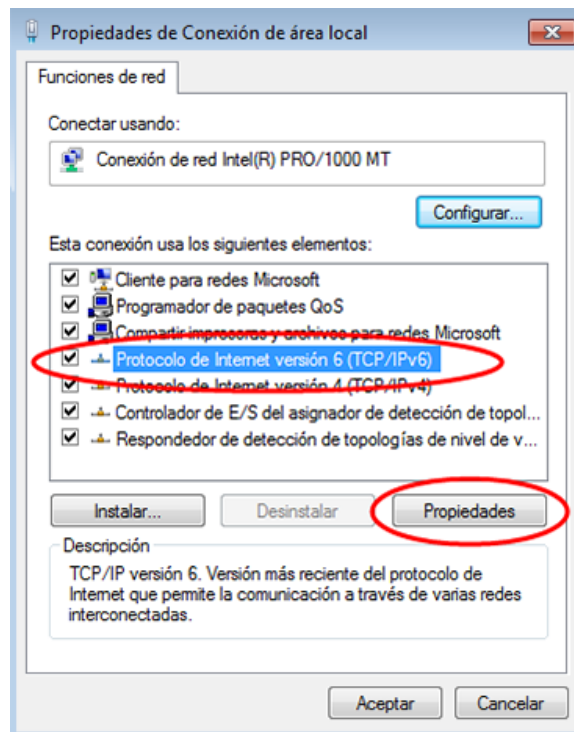 Propiedades de Conexión de área local
Funciones de red
Conectar usando:
Conexión de red Intel(R) PRO/1000 MT
Configurar...
Esta conexión usa los siguientes elementos:
Cliente para redes Microsoft
Programador de paquetes QoS
Compartir impresoras y archivos para redes Microsoft
Protocolo de Internet versión 6 (TCP/IPv6)
Protocolo de Internet versión 4 (TCP/IPv4)
Controlador de E/S del asignador de detección de topol...
Respondedor de detección de topologías de nivel de v...
Instalar...
Desinstalar
Propiedades
Descripción
TCP/IP versión 6. Versión más reciente del protocolo de
Internet que permite la comunicación a través de varias redes
interconectadas.
Aceptar
Cancelar